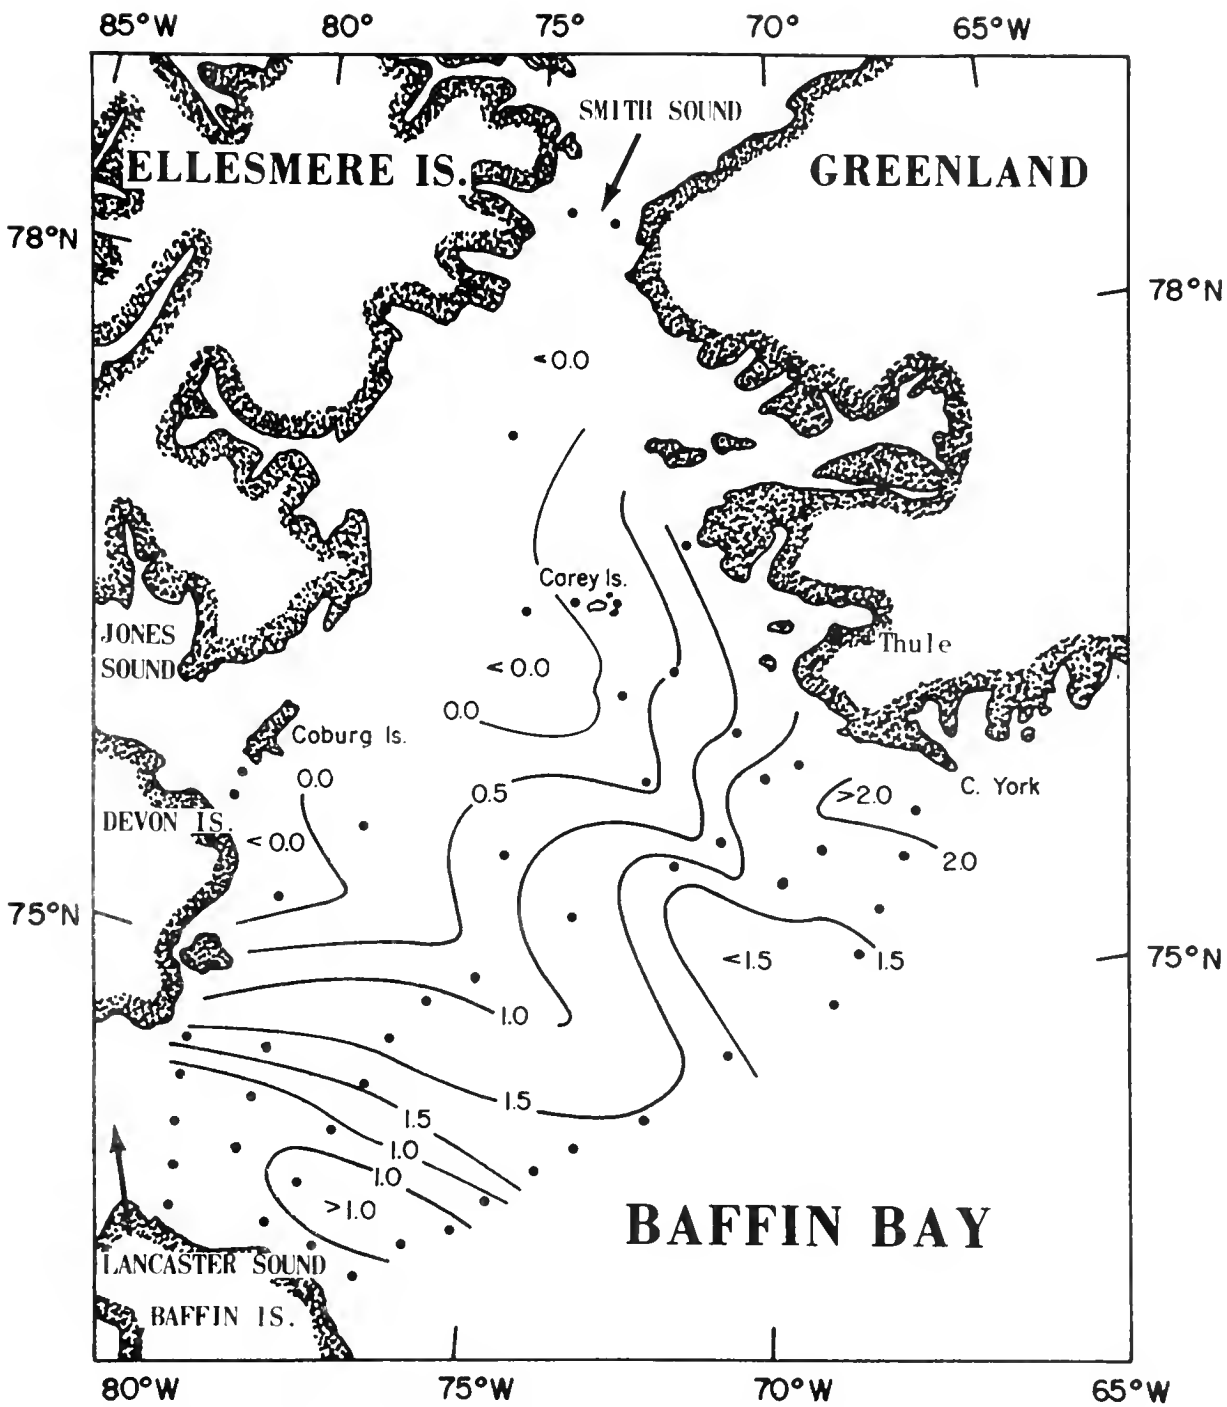 85°W 80° 75° 70° 65°W
SMITH SOUND
ELLESMERE IS.
GREENLAND
78°N
78°N
<0.0
Carey Is.
JONES
SOUND
Thule
<0.0
0.0
Coburg Is.
0.0
0.5
>2.0
C. York
DEVON IS.
<0.0
2.0
75°N
<1.5
1.5
75°N
1.0
1.5
1.5
1.0
1.0
>1.0
BAFFIN BAY
LANCASTER SOUND
BAFFIN IS.
80°W 75°W 70°W 65°W